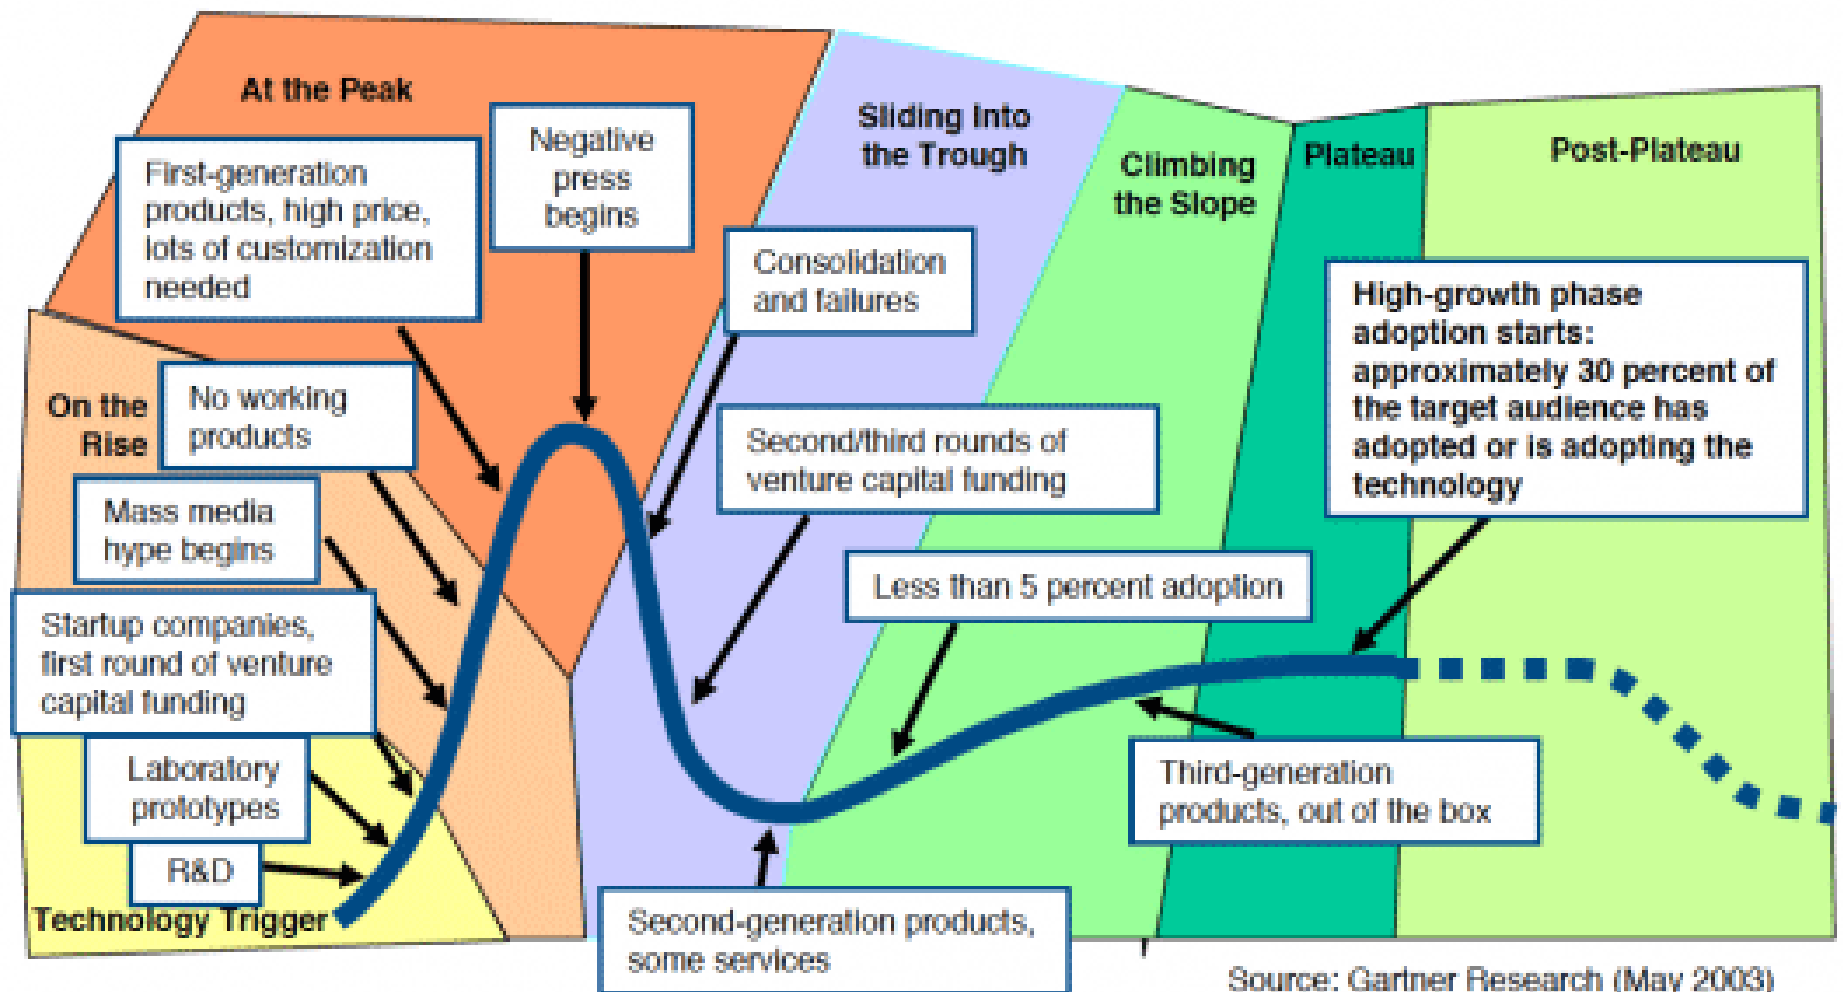 At the Peak
Sliding Into
the Trough
Climbing
the Slope
Plateau
Post-Plateau
First-generation
products, high price,
lots of customization
needed
Negative
press
begins
Consolidation
and failures
High-growth phase
adoption starts:
approximately 30 percent of
the target audience has
adopted or is adopting the
technology
On the
Rise
No working
products
Second/third rounds of
venture capital funding
Mass media
hype begins
Less than 5 percent adoption
Startup companies,
first round of venture
capital funding
Laboratory
prototypes
Third-generation
products, out of the box
R&D
Technology Trigger
Second-generation products,
some services
Source: Gartner Research (May 2003)